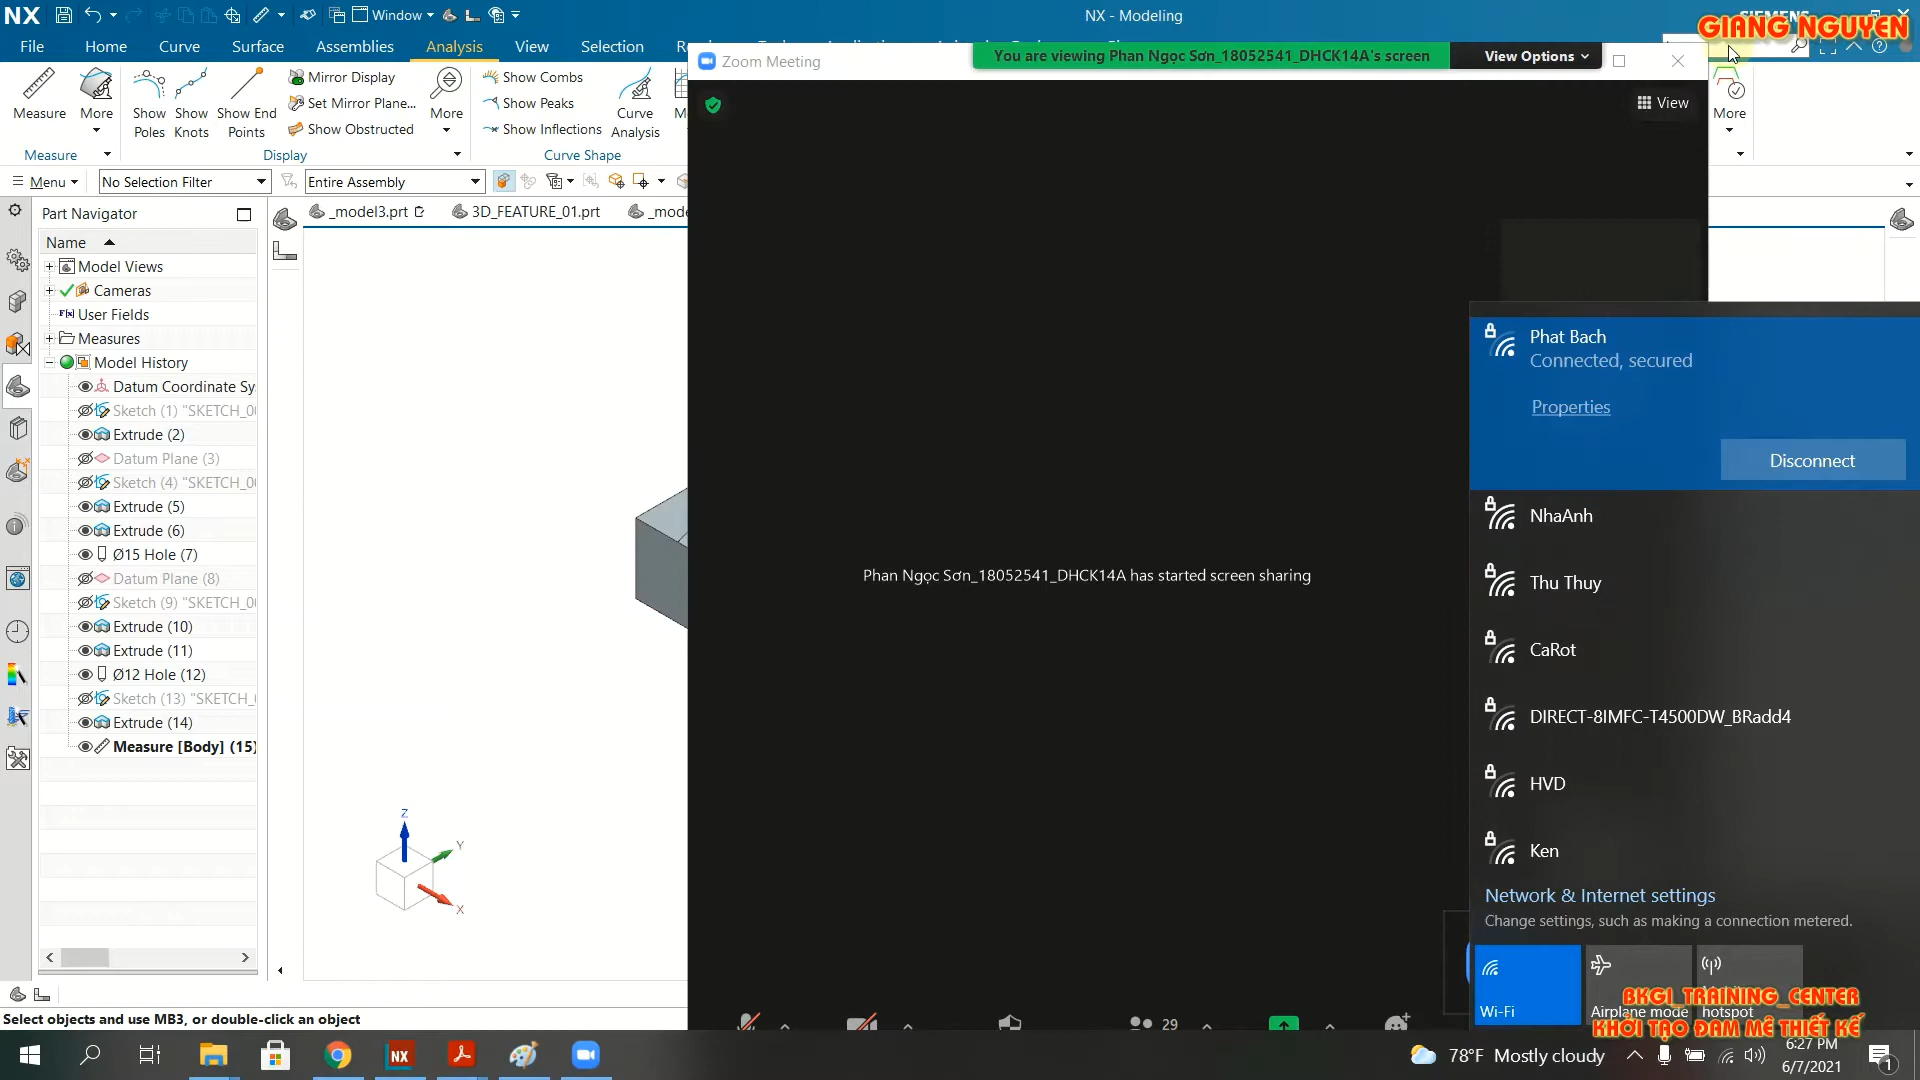 NX
Window
NX - Modeling
GIANG NGUYEN
File
Home
Curve
Surface
Assemblies
Analysis
View
Selection
Zoom Meeting
You are viewing Phan Ngọc Sơn_18052541_DHCK14A's screen
View Options
View
Measure
More
Show Poles
Show Knots
Show End Points
Mirror Display
Set Mirror Plane...
Show Obstructed
More
Show Combs
Show Peaks
Show Inflections
Curve Analysis
More
Measure
Display
Curve Shape
Menu
No Selection Filter
Entire Assembly
Part Navigator
_model3.prt
3D_FEATURE_01.prt
Name
Model Views
Cameras
User Fields
Measures
Model History
Datum Coordinate Sy
Sketch (1) "SKETCH_0
Extrude (2)
Datum Plane (3)
Sketch (4) "SKETCH_0
Extrude (5)
Extrude (6)
Ø15 Hole (7)
Datum Plane (8)
Sketch (9) "SKETCH_0
Extrude (10)
Extrude (11)
Ø12 Hole (12)
Sketch (13) "SKETCH_
Extrude (14)
Measure [Body] (15)
Z
Y
X
Phan Ngọc Sơn_18052541_DHCK14A has started screen sharing
Phat Bach
Connected, secured
Properties
Disconnect
NhaAnh
Thu Thuy
CaRot
DIRECT-8IMFC-T4500DW_BRadd4
HVD
Ken
Network & Internet settings
Change settings, such as making a connection metered.
Wi-Fi
Airplane mode
hotspot
BKGI_TRAINING_CENTER
KHƠI TẠO ĐAM MÊ THIẾT KẾ
29
Select objects and use MB3, or double-click an object
NX
78°F Mostly cloudy
6:27 PM
6/7/2021
1